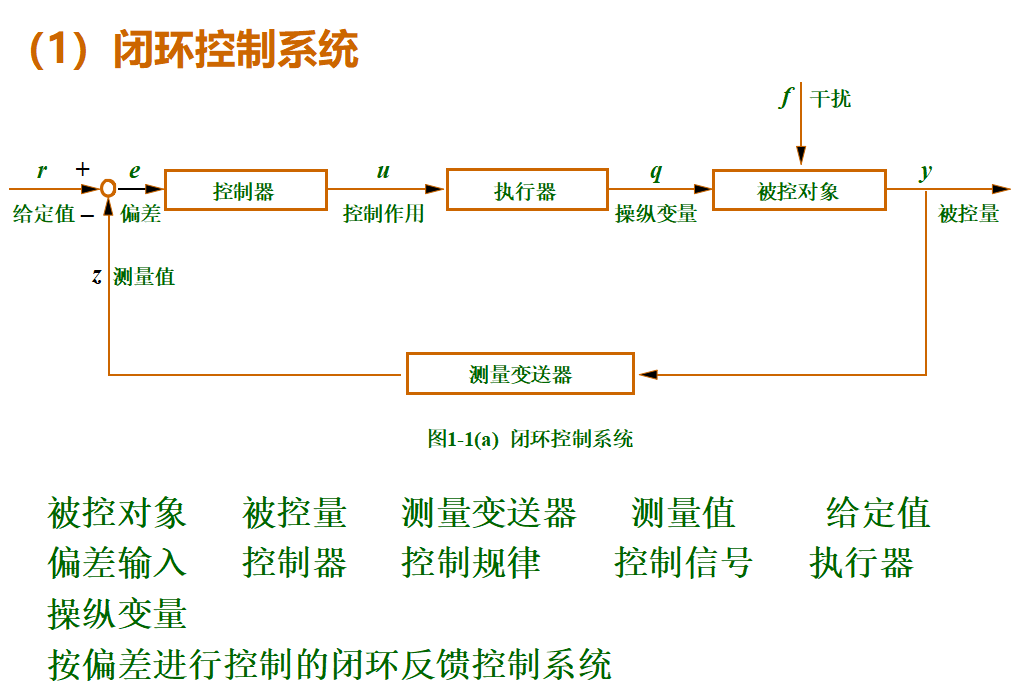 （1）闭环控制系统
f 干扰
r + e u q y
控制器 执行器 被控对象
给定值 − 偏差 控制作用 操纵变量 被控量
z 测量值
测量变送器
图1-1(a) 闭环控制系统
被控对象 被控量 测量变送器 测量值 给定值
偏差输入 控制器 控制规律 控制信号 执行器
操纵变量
按偏差进行控制的闭环反馈控制系统